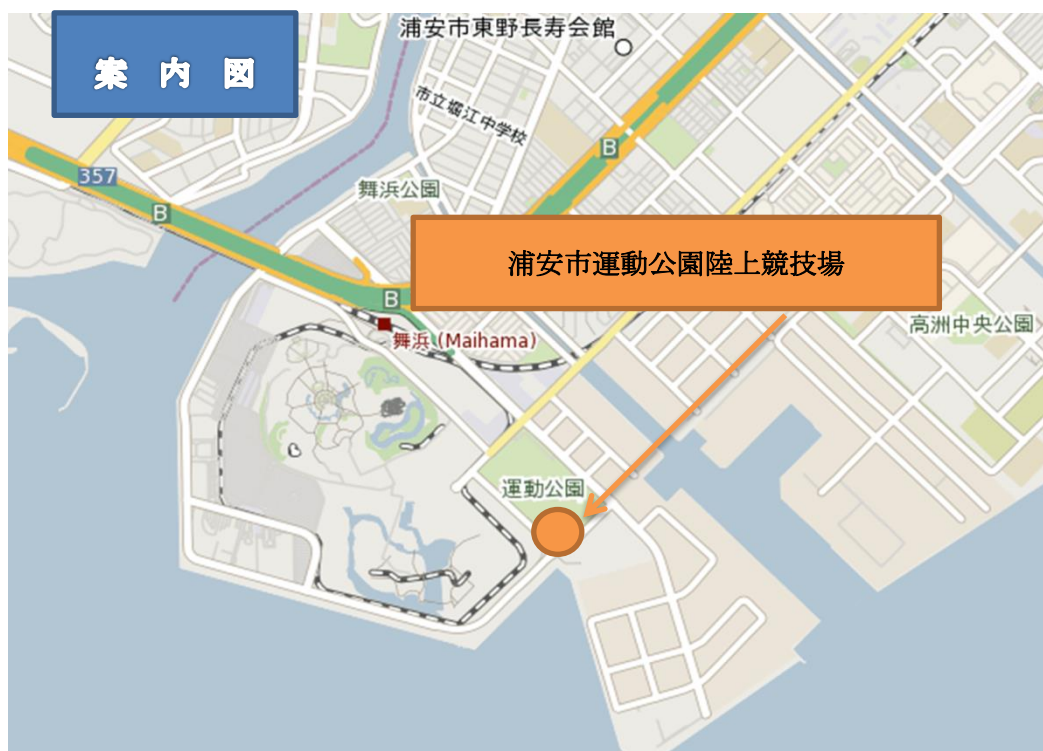 案 内 図
浦安市東野長寿会館
市立堀江中学校
B
357
舞浜公園
B
浦安市運動公園陸上競技場
B
舞浜 (Maihama)
高洲中央公園
運動公園